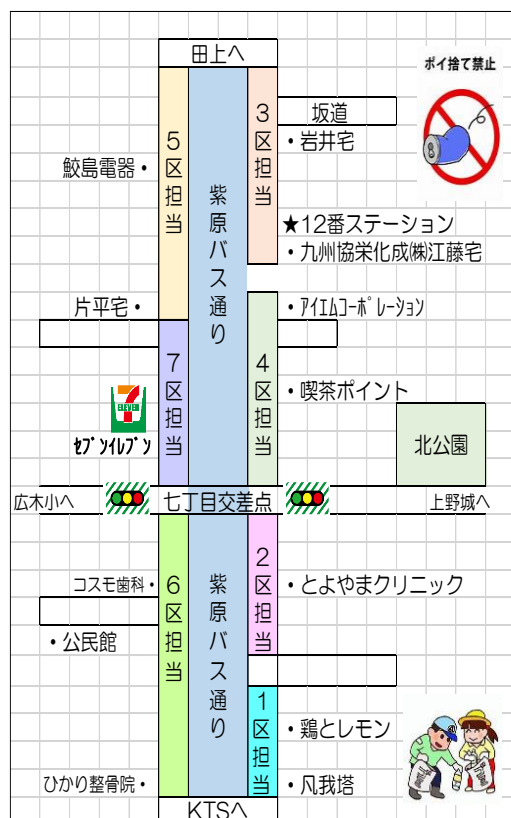 田上へ
ポイ捨て禁止
坂道
3区担当
・岩井宅
5区担当
鮫島電器・
紫原バス通り
★12番ステーション
・九州協栄化成㈱江藤宅
片平宅・
・アイエムコーポレーション
7区担当
4区担当
・喫茶ポイント
7
ELEVEN
セブンイレブン
北公園
広木小へ
七丁目交差点
上野城へ
コスモ歯科・
6区担当
紫原バス通り
2区担当
・とよやまクリニック
・公民館
1区担当
・鶏とレモン
ひかり整骨院・
・凡我塔
KTSへ